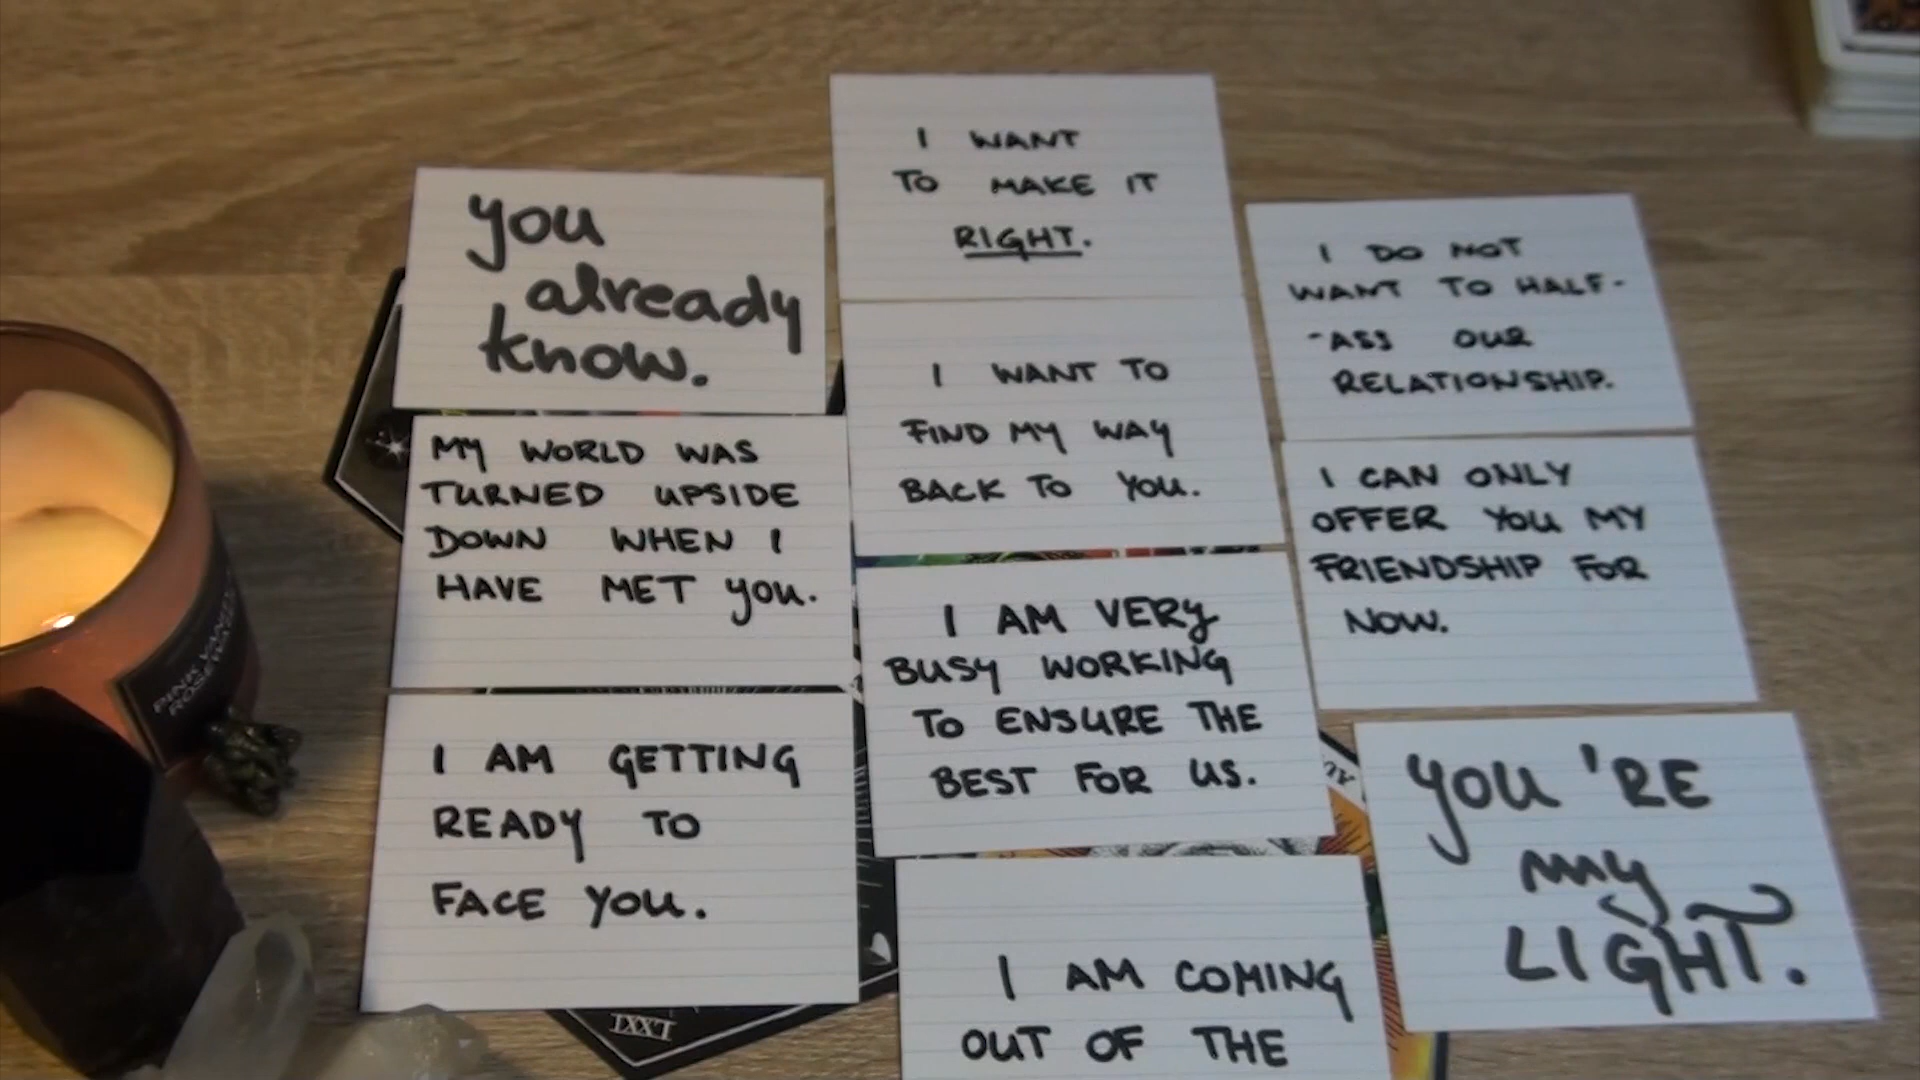 you
already
know.
MY WORLD WAS
TURNED UPSIDE
DOWN WHEN I
HAVE MET YOU.
I AM GETTING
READY TO
FACE YOU.
I WANT
TO MAKE IT
RIGHT.
I WANT TO
FIND MY WAY
BACK TO YOU.
I AM VERY
BUSY WORKING
TO ENSURE THE
BEST FOR US.
I AM COMING
OUT OF THE
I DO NOT
WANT TO HALF-
-ASS OUR
RELATIONSHIP.
I CAN ONLY
OFFER YOU MY
FRIENDSHIP FOR
NOW.
YOU'RE
MY
LIGHT.
LXXI
PINK